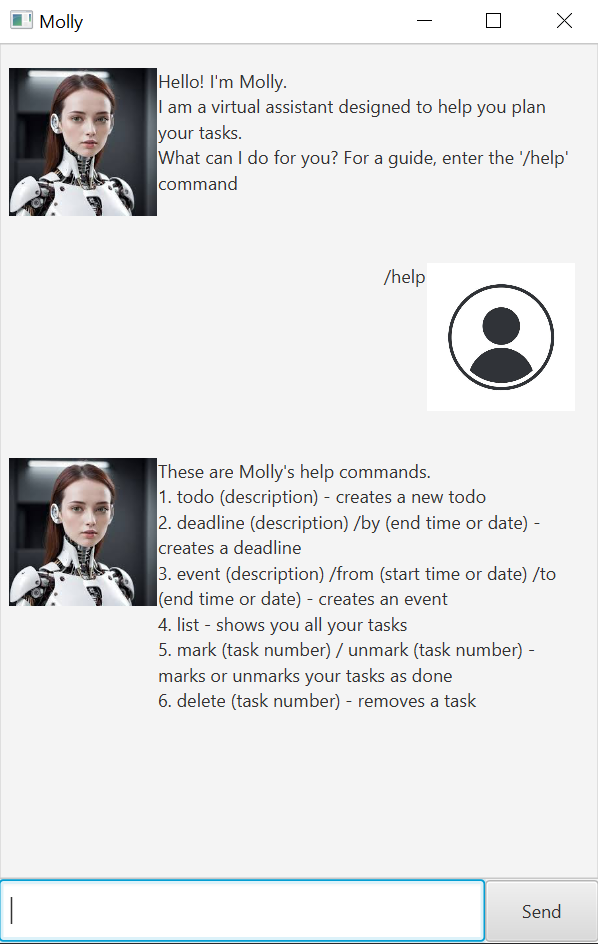 Molly
Hello! I'm Molly.
I am a virtual assistant designed to help you plan
your tasks.
What can I do for you? For a guide, enter the '/help'
command
/help
These are Molly's help commands.
1. todo (description) - creates a new todo
2. deadline (description) /by (end time or date) -
creates a deadline
3. event (description) /from (start time or date) /to
(end time or date) - creates an event
4. list - shows you all your tasks
5. mark (task number) / unmark (task number) -
marks or unmarks your tasks as done
6. delete (task number) - removes a task
Send